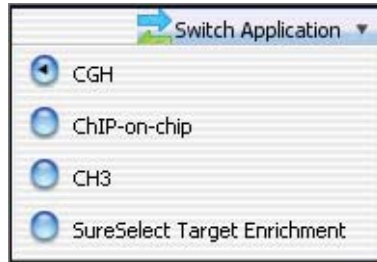 Switch Application
CGH
ChIP-on-chip
CH3
SureSelect Target Enrichment